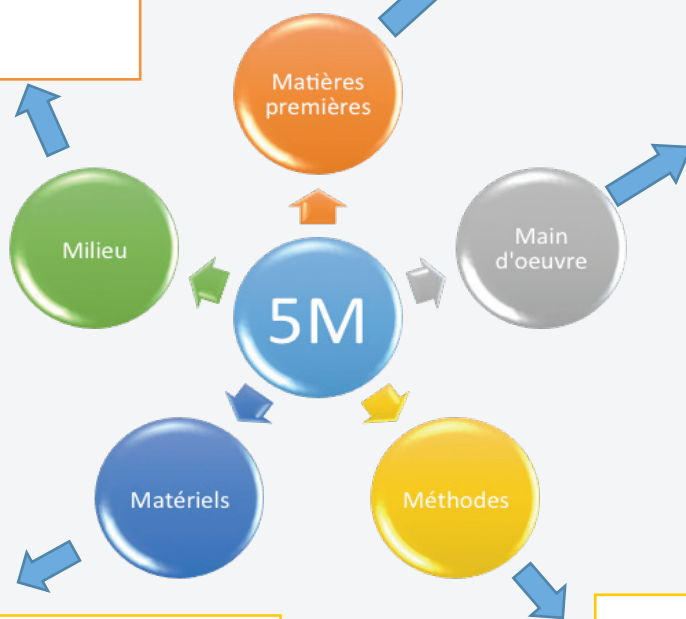 Matières
premières
Milieu
Main
d'oeuvre
5M
Matériels
Méthodes